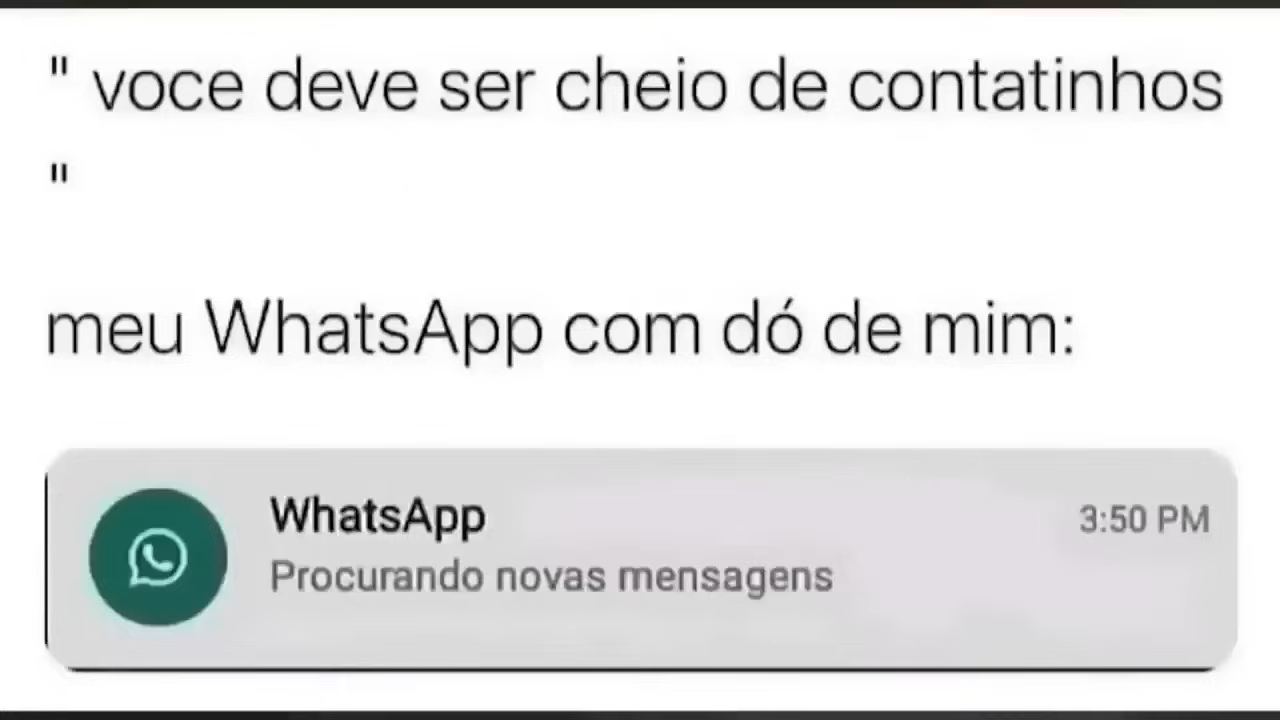 " voce deve ser cheio de contatinhos
"
meu WhatsApp com dó de mim:
WhatsApp
3:50 PM
Procurando novas mensagens